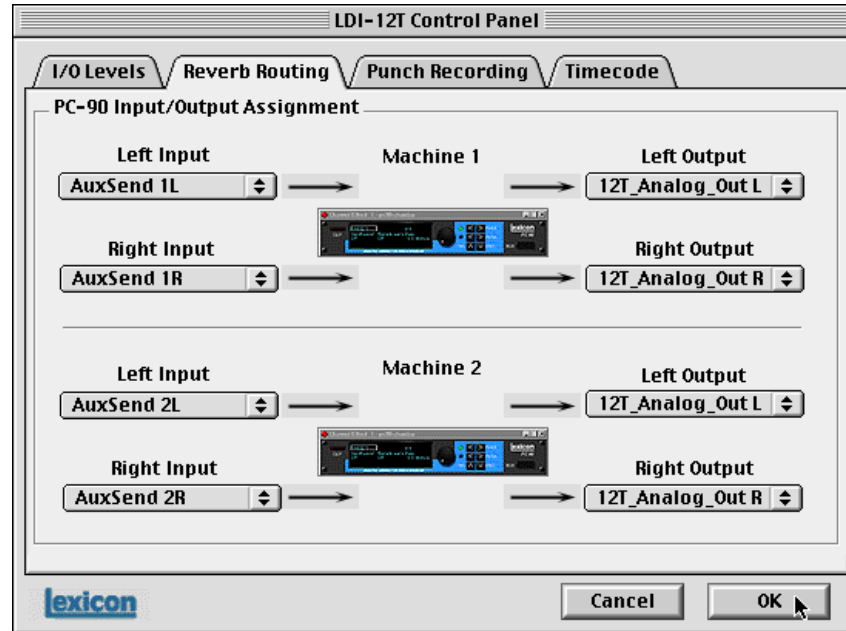 LDI-12T Control Panel
I/O Levels
Reverb Routing
Punch Recording
Timecode
PC-90 Input/Output Assignment
Left Input
Machine 1
Left Output
AuxSend 1L
12T_Analog_Out L
Right Input
Right Output
AuxSend 1R
12T_Analog_Out R
Left Input
Machine 2
Left Output
AuxSend 2L
12T_Analog_Out L
Right Input
Right Output
AuxSend 2R
12T_Analog_Out R
lexicon
Cancel
OK